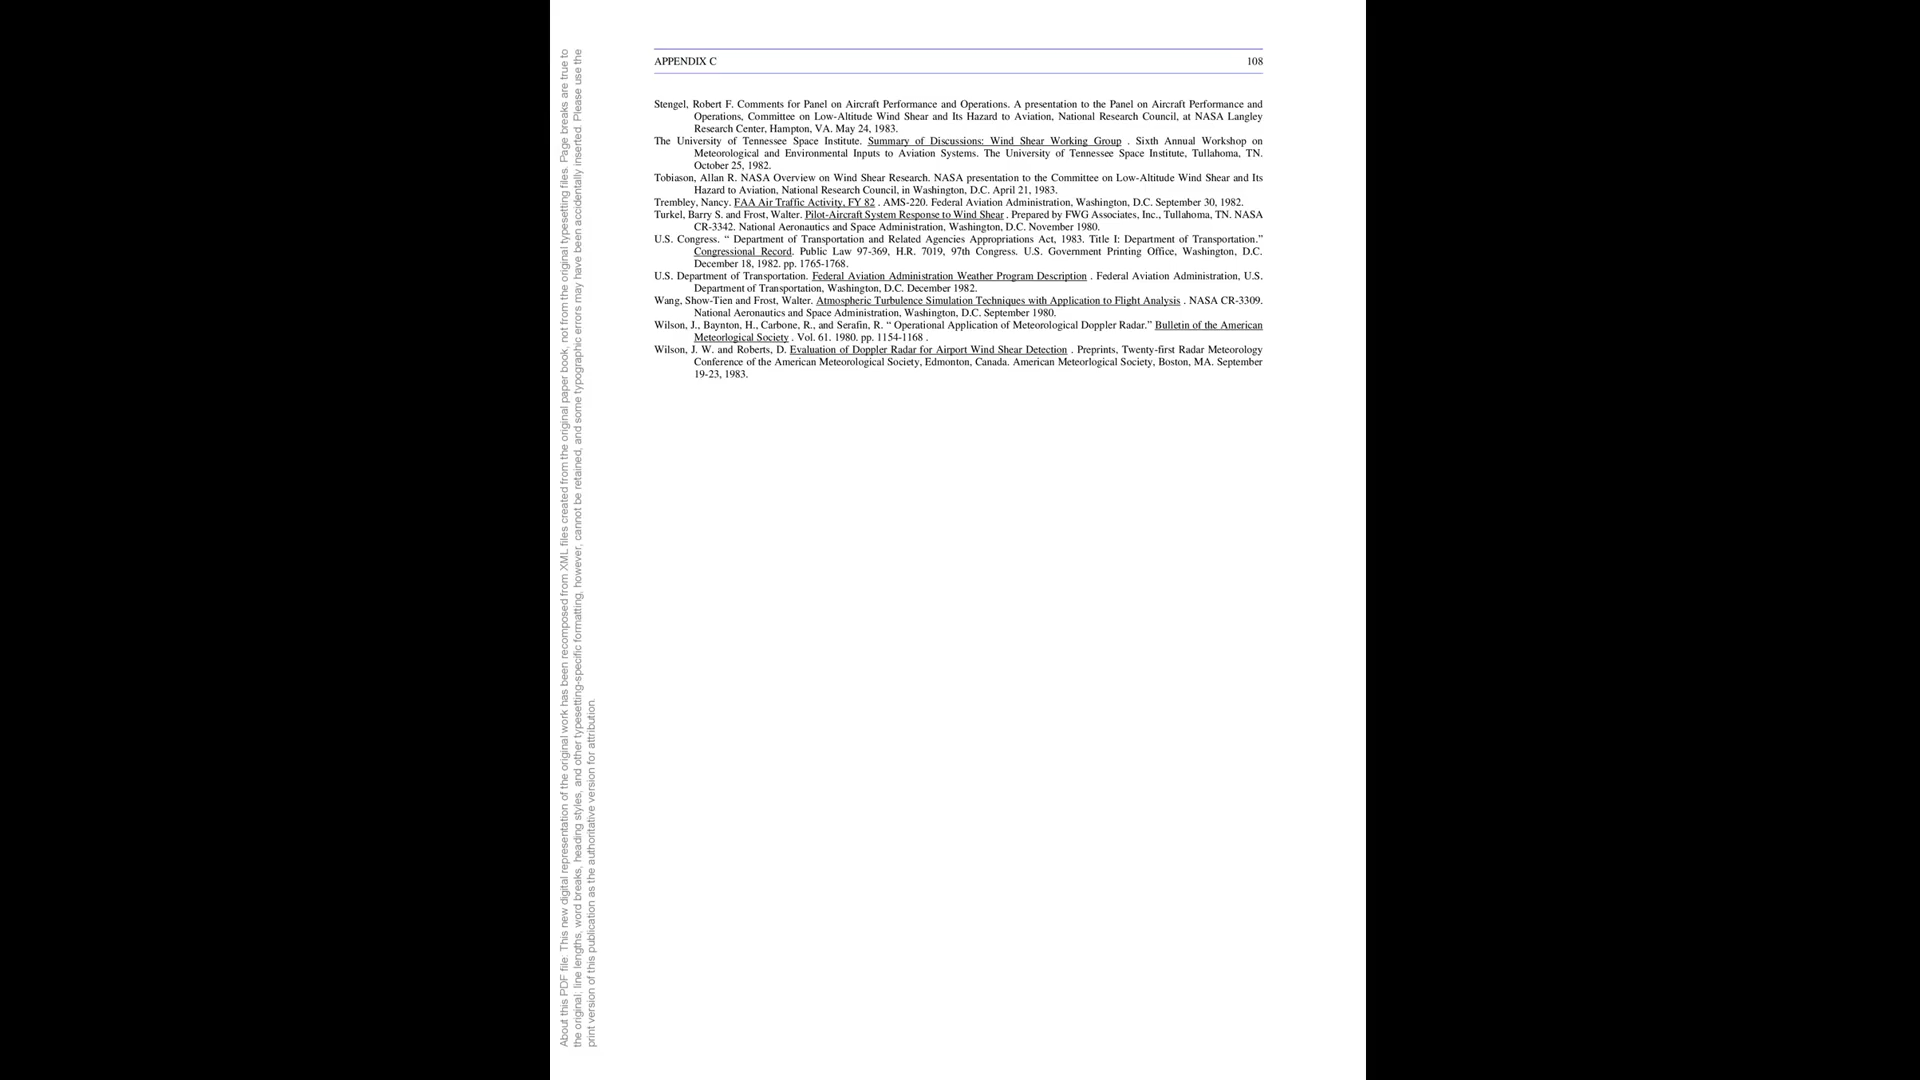 APPENDIX C 108
Stengel, Robert F. Comments for Panel on Aircraft Performance and Operations. A presentation to the Panel on Aircraft Performance and
Operations, Committee on Low-Altitude Wind Shear and Its Hazard to Aviation, National Research Council, at NASA Langley
Research Center, Hampton, VA. May 24, 1983.
The University of Tennessee Space Institute. Summary of Discussions: Wind Shear Working Group . Sixth Annual Workshop on
Meteorological and Environmental Inputs to Aviation Systems. The University of Tennessee Space Institute, Tullahoma, TN.
October 25, 1982.
Tobiason, Allan R. NASA Overview on Wind Shear Research. NASA presentation to the Committee on Low-Altitude Wind Shear and Its
Hazard to Aviation, National Research Council, in Washington, D.C. April 21, 1983.
Trembley, Nancy. FAA Air Traffic Activity, FY 82 . AMS-220. Federal Aviation Administration, Washington, D.C. September 30, 1982.
Turkel, Barry S. and Frost, Walter. Pilot-Aircraft System Response to Wind Shear . Prepared by FWG Associates, Inc., Tullahoma, TN. NASA
CR-3342. National Aeronautics and Space Administration, Washington, D.C. November 1980.
U.S. Congress. “ Department of Transportation and Related Agencies Appropriations Act, 1983. Title I: Department of Transportation.”
Congressional Record. Public Law 97-369, H.R. 7019, 97th Congress. U.S. Government Printing Office, Washington, D.C.
December 18, 1982. pp. 1765-1768.
U.S. Department of Transportation. Federal Aviation Administration Weather Program Description . Federal Aviation Administration, U.S.
Department of Transportation, Washington, D.C. December 1982.
Wang, Show-Tien and Frost, Walter. Atmospheric Turbulence Simulation Techniques with Application to Flight Analysis . NASA CR-3309.
National Aeronautics and Space Administration, Washington, D.C. September 1980.
Wilson, J., Baynton, H., Carbone, R., and Serafin, R. “ Operational Application of Meteorological Doppler Radar.” Bulletin of the American
Meteorological Society . Vol. 61. 1980. pp. 1154-1168 .
Wilson, J. W. and Roberts, D. Evaluation of Doppler Radar for Airport Wind Shear Detection . Preprints, Twenty-first Radar Meteorology
Conference of the American Meteorological Society, Edmonton, Canada. American Meteorlogical Society, Boston, MA. September
19-23, 1983.
About this PDF file: This new digital representation of the original work has been recomposed from XML files created from the original paper book, not from the original typesetting files. Page breaks are true to
the original; line lengths, word breaks, heading styles, and other typesetting-specific formatting, however, cannot be retained, and some typographic errors may have been accidentally inserted. Please use the
print version of this publication as the authoritative version for attribution.